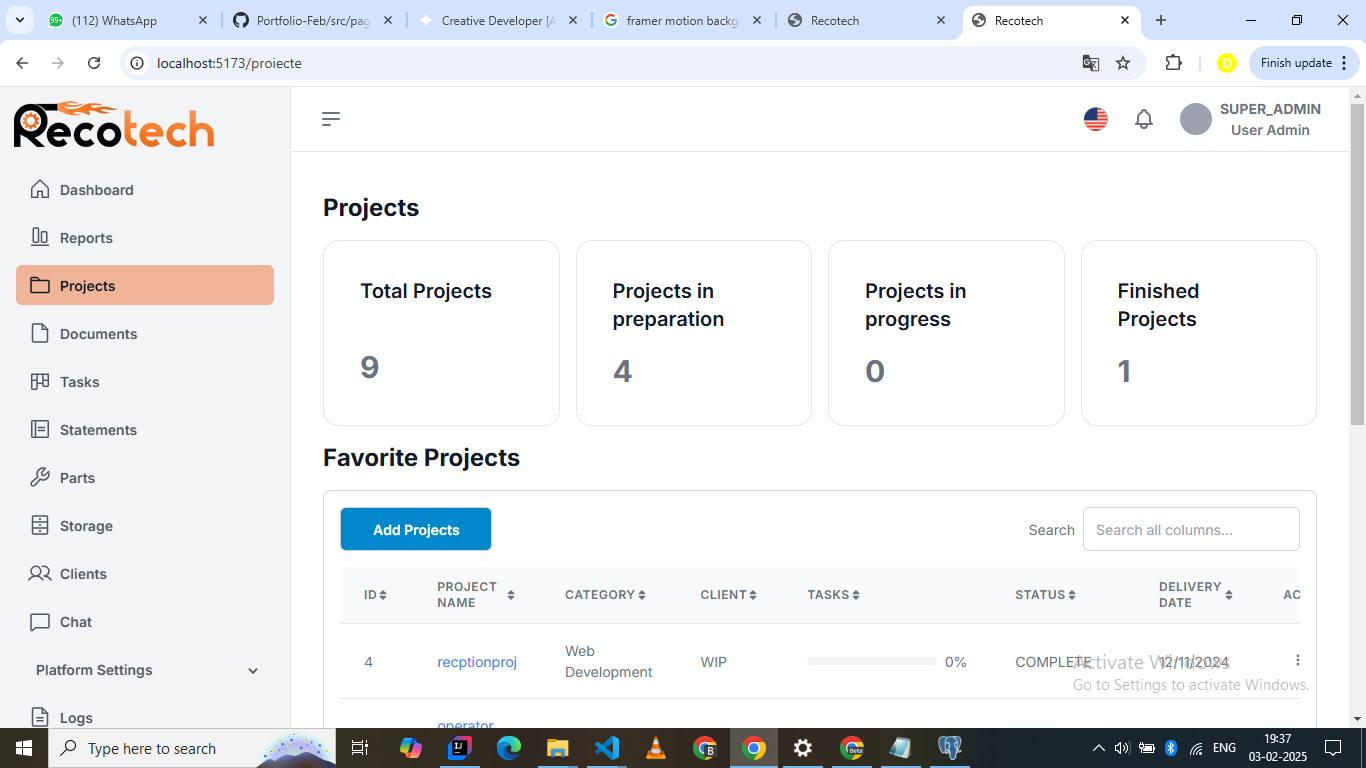 (112) WhatsApp
Portfolio-Feb/src/pag
Creative Developer [A
framer motion backg
Recotech
Recotech
localhost:5173/proiecte
Finish update
D
Recotech
SUPER_ADMIN
User Admin
Dashboard
Reports
Projects
Documents
Tasks
Statements
Parts
Storage
Clients
Chat
Platform Settings
Logs
Projects
Total Projects
9
Projects in
preparation
4
Projects in
progress
0
Finished
Projects
1
Favorite Projects
Add Projects
Search
Search all columns...
ID
PROJECT
NAME
CATEGORY
CLIENT
TASKS
STATUS
DELIVERY
DATE
AC
4
recptionproj
Web
Development
WIP
0%
COMPLETE
12/11/2024
operator
Activate Windows
Go to Settings to activate Windows.
Type here to search
ENG
19:37
03-02-2025